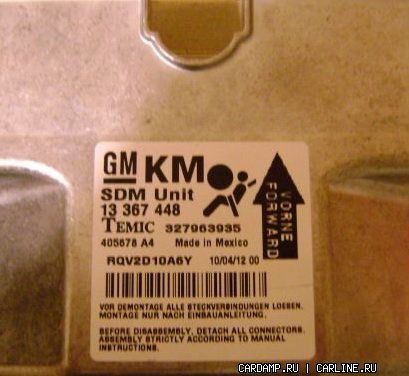 GM KM
SDM Unit
13 367 448
TEMIC 327963935
405678 A4 Made in Mexico
RQV2D10A6Y 10/04/12 00
VORNE
FORWARD
VOR DEMONTAGE ALLE STECKVERBINDUNGEN LOESEN.
MONTAGE NUR NACH EINBAUANLEITUNG.
BEFORE DISASSEMBLY, DETACH ALL CONNECTORS.
ASSEMBLY STRICTLY ACCORDING TO MANUAL
INSTRUCTIONS.
CARDAMP.RU | CARLINE.RU